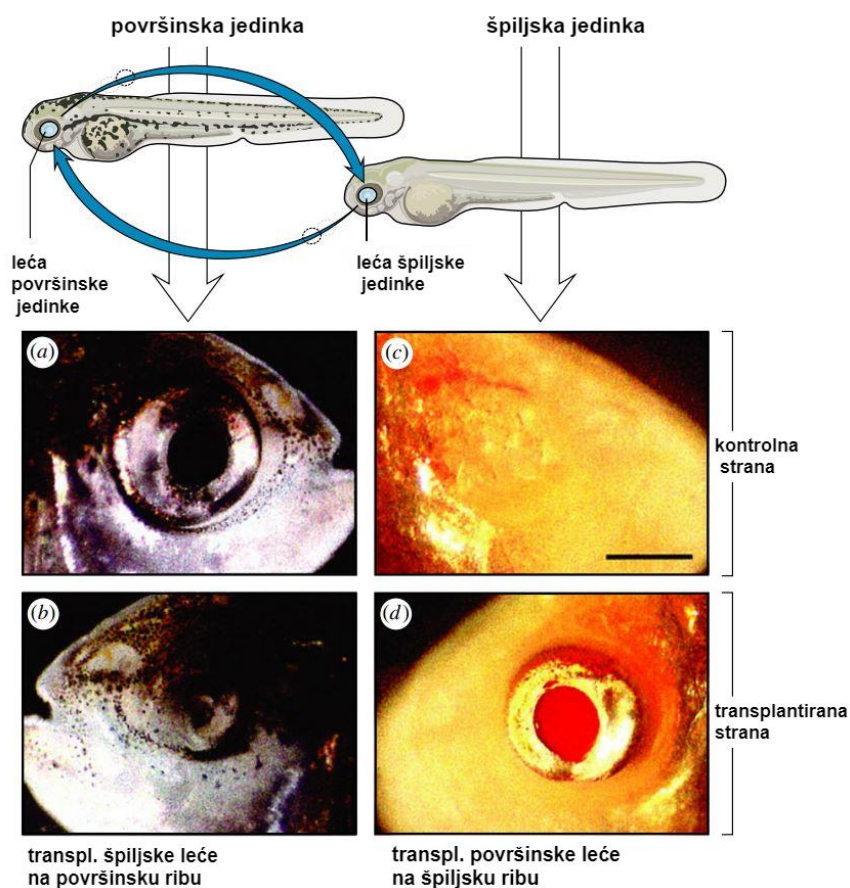 površinska jedinka
špiljska jedinka
leća
površinske
jedinke
leća špiljske
jedinke
(a)
(c)
kontrolna
strana
(b)
(d)
transplantirana
strana
transpl. špiljske leće
na površinsku ribu
transpl. površinske leće
na špiljsku ribu